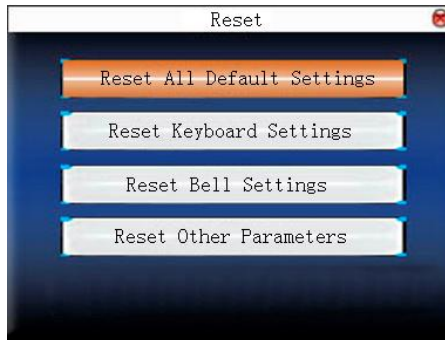 Reset
Reset All Default Settings
Reset Keyboard Settings
Reset Bell Settings
Reset Other Parameters